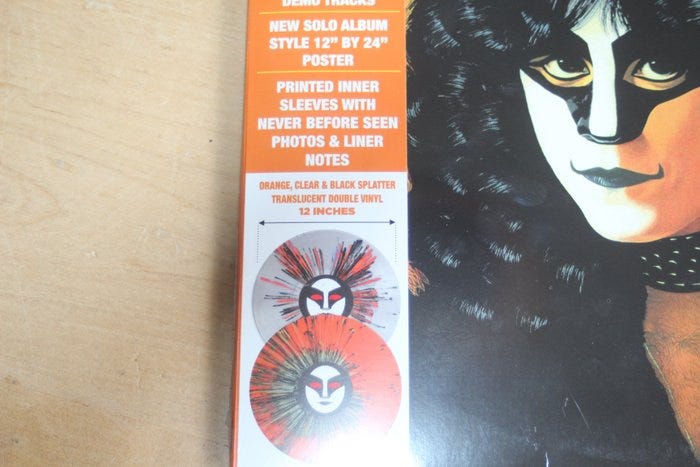 DEMO TRACKS
NEW SOLO ALBUM
STYLE 12” BY 24”
POSTER
PRINTED INNER
SLEEVES WITH
NEVER BEFORE SEEN
PHOTOS & LINER
NOTES
ORANGE, CLEAR & BLACK SPLATTER
TRANSLUCENT DOUBLE VINYL
12 INCHES